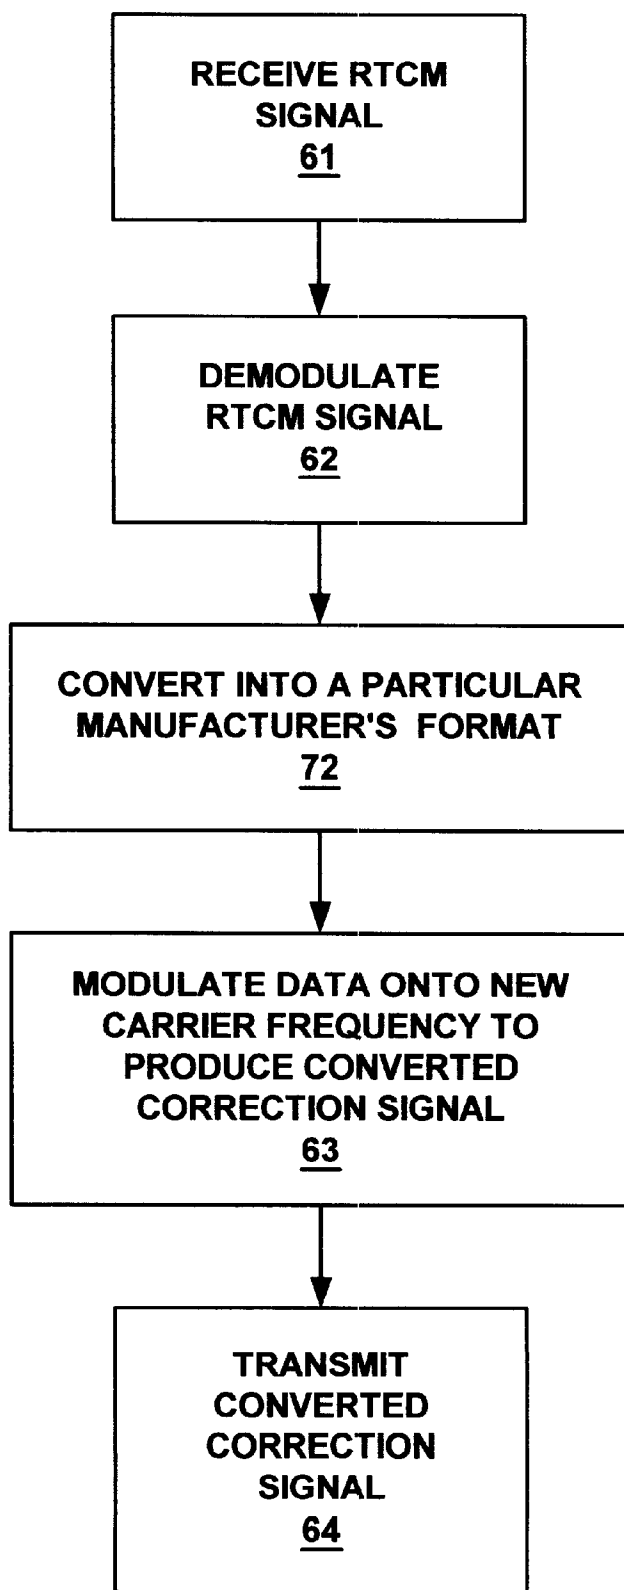 RECEIVE RTCM
SIGNAL
61
DEMODULATE
RTCM SIGNAL
62
CONVERT INTO A PARTICULAR
MANUFACTURER'S FORMAT
72
MODULATE DATA ONTO NEW
CARRIER FREQUENCY TO
PRODUCE CONVERTED
CORRECTION SIGNAL
63
TRANSMIT
CONVERTED
CORRECTION
SIGNAL
64